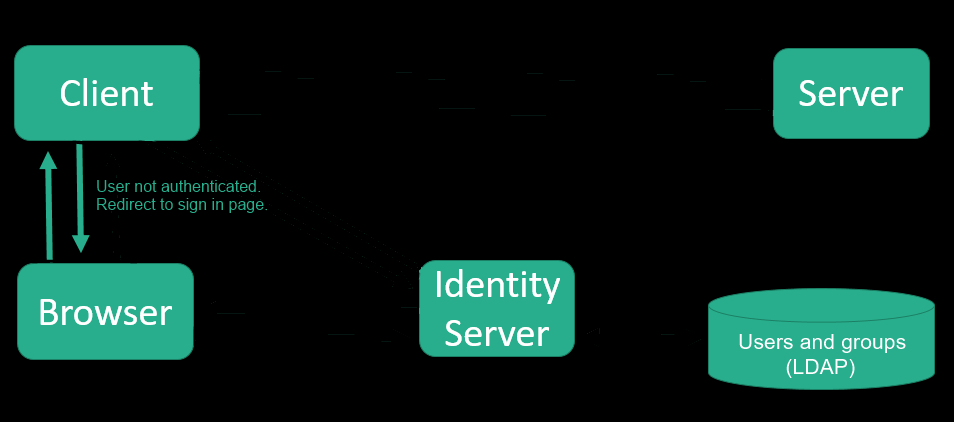 Client
Server
User not authenticated.
Redirect to sign in page.
Browser
Identity
Server
Users and groups
(LDAP)